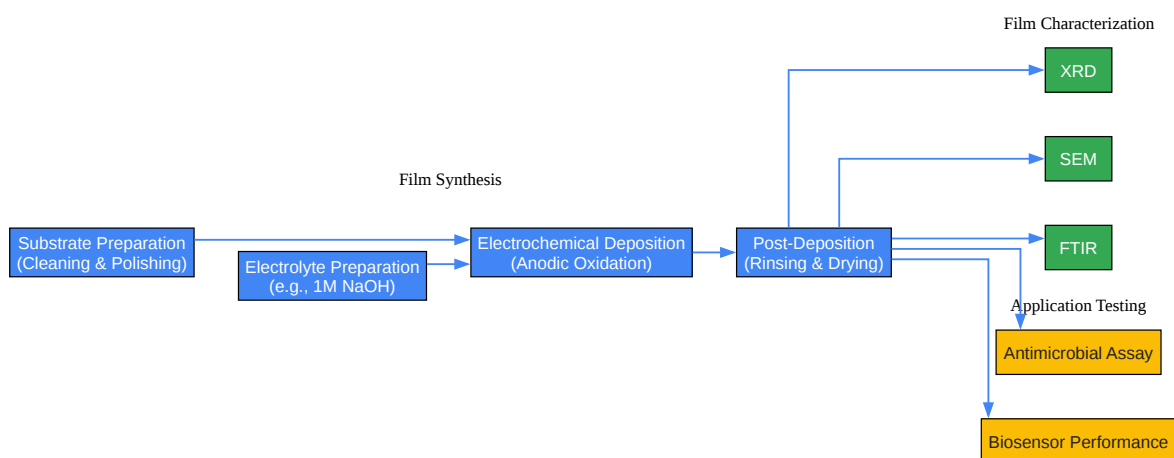 Film Characterization
XRD
SEM
Film Synthesis
Substrate Preparation
(Cleaning & Polishing)
Electrolyte Preparation
(e.g., 1M NaOH)
Electrochemical Deposition
(Anodic Oxidation)
Post-Deposition
(Rinsing & Drying)
FTIR
Application Testing
Antimicrobial Assay
Biosensor Performance